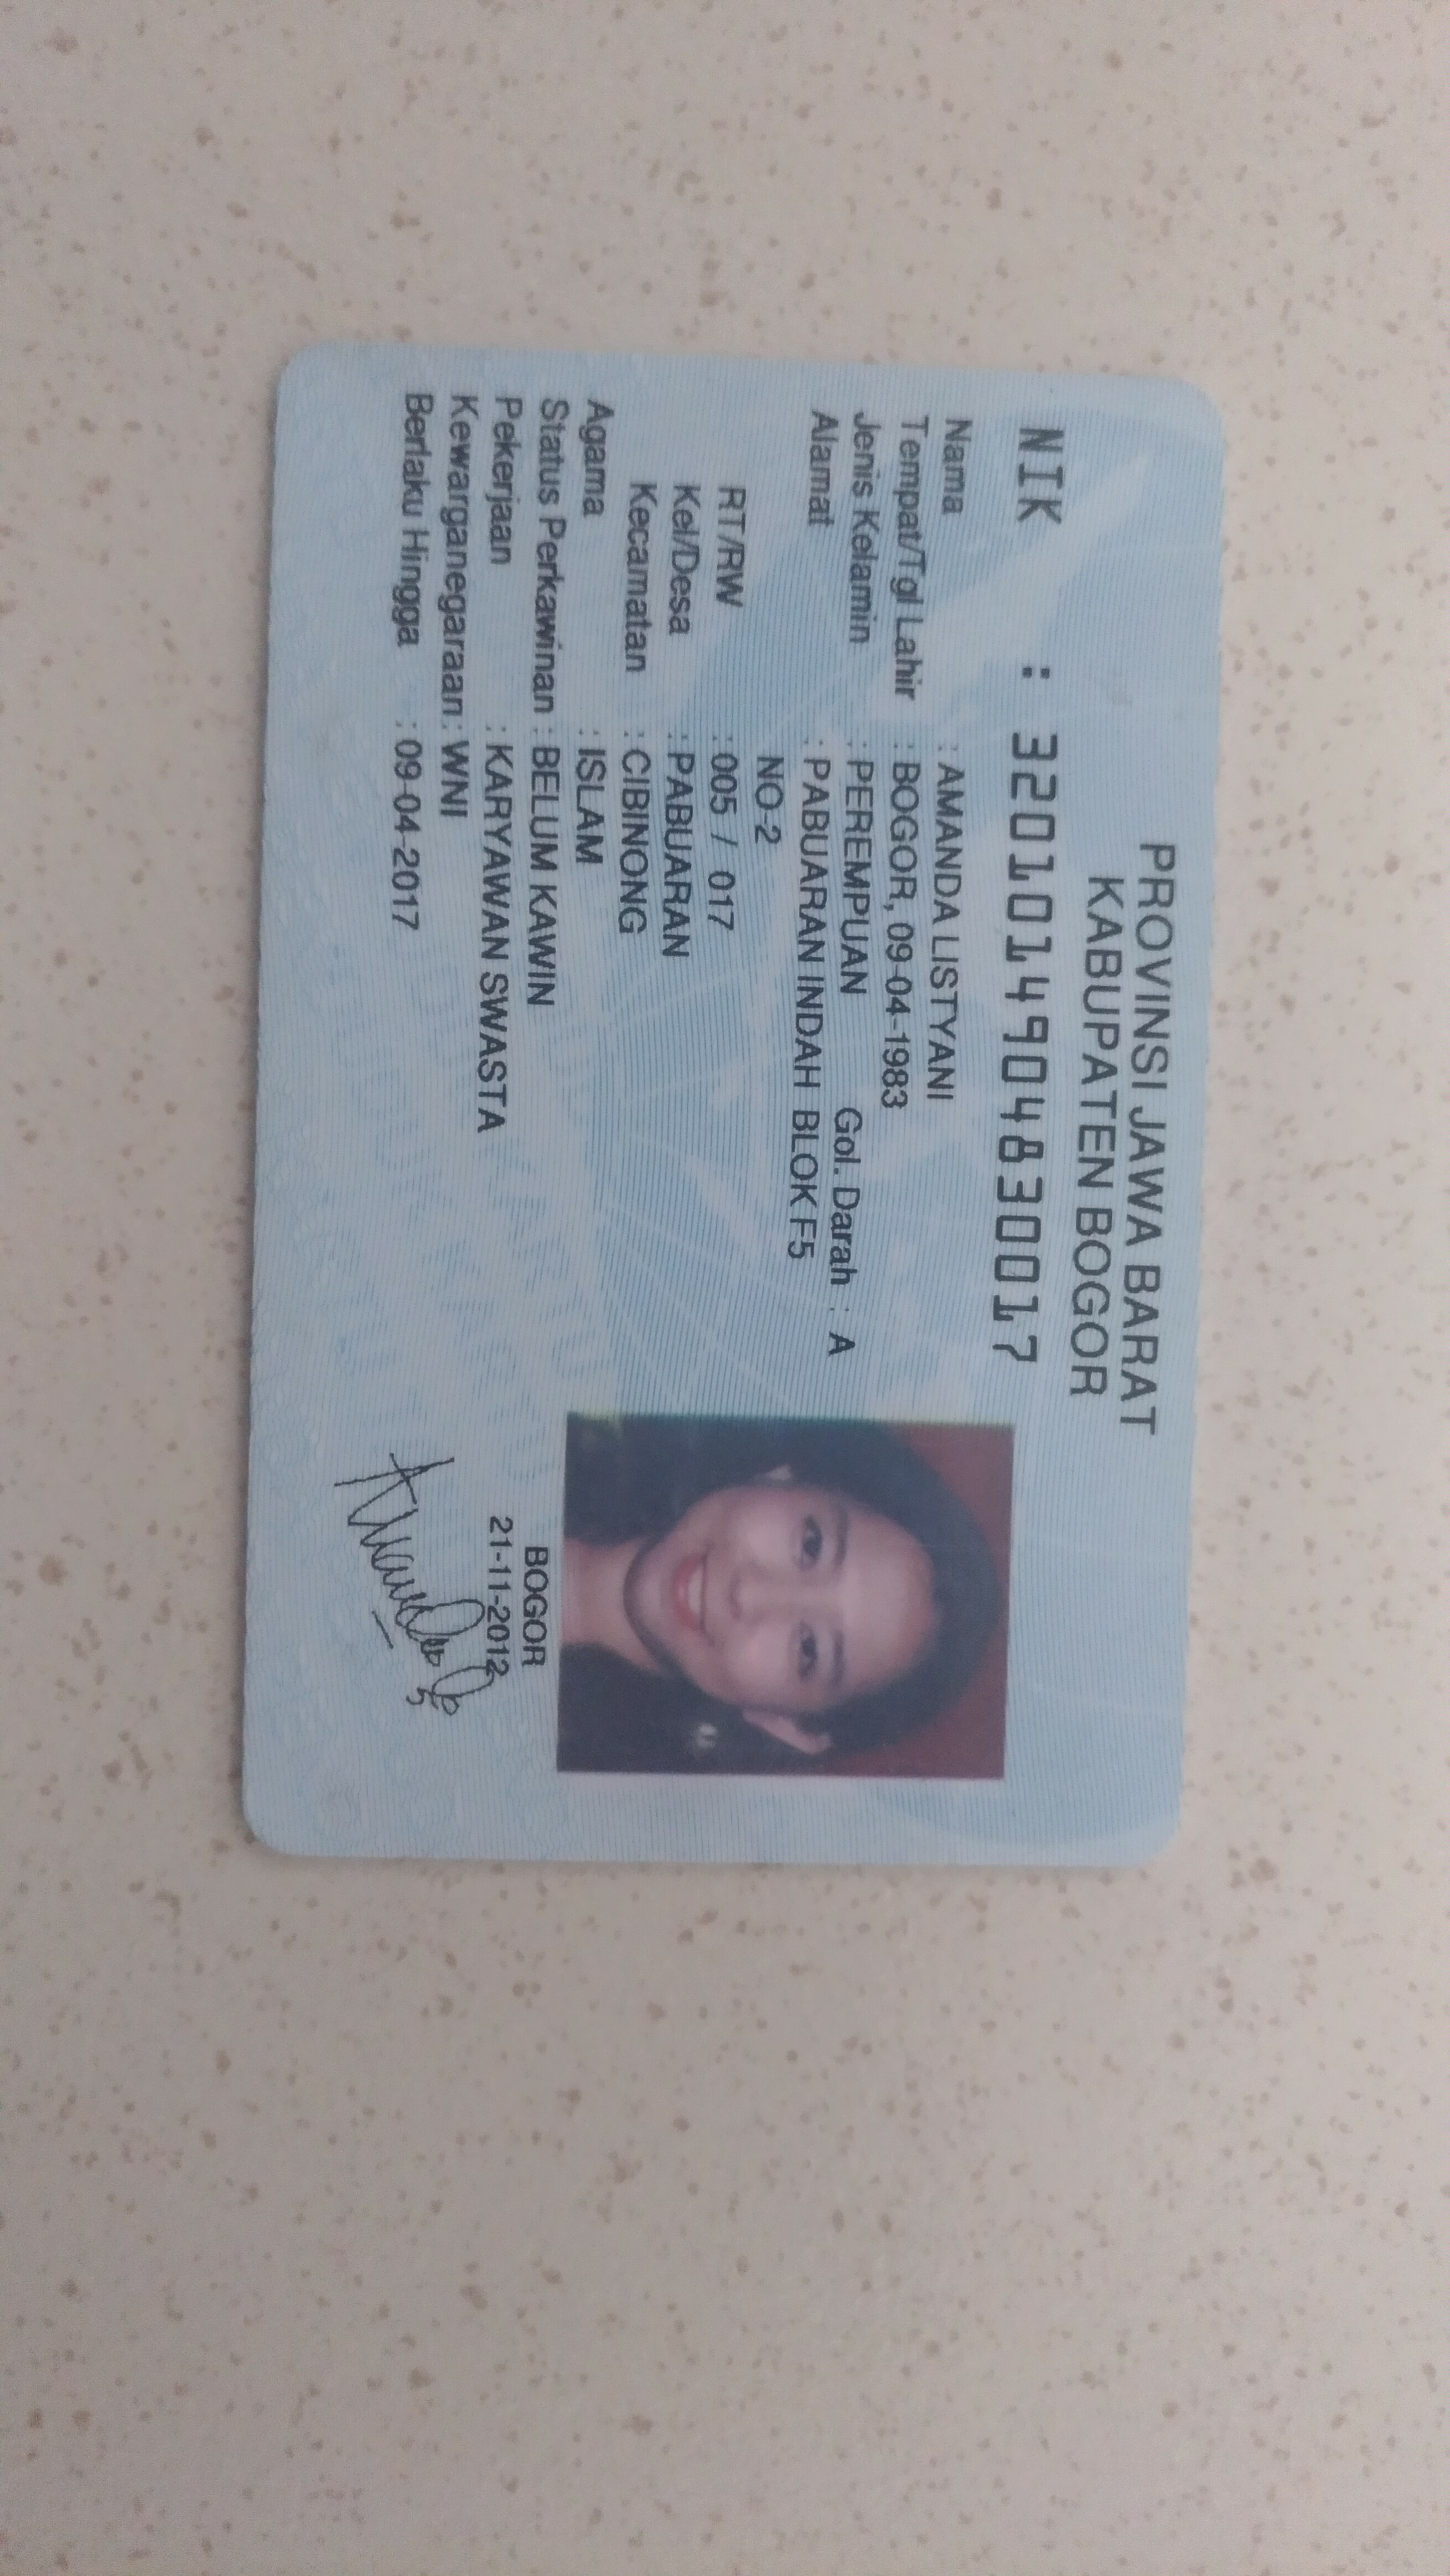 PROVINSI JAWA BARAT
KABUPATEN BOGOR
NIK : 3201014904830017
Nama : AMANDA LISTYANI
Tempat/Tgl Lahir : BOGOR, 09-04-1983
Jenis Kelamin : PEREMPUAN Gol. Darah : A
Alamat : PABUARAN INDAH BLOK F5
NO-2
RT/RW : 005 / 017
Kel/Desa : PABUARAN
Kecamatan : CIBINONG
Agama : ISLAM
Status Perkawinan : BELUM KAWIN
Pekerjaan : KARYAWAN SWASTA
Kewarganegaraan : WNI
Berlaku Hingga : 09-04-2017
BOGOR
21-11-2012